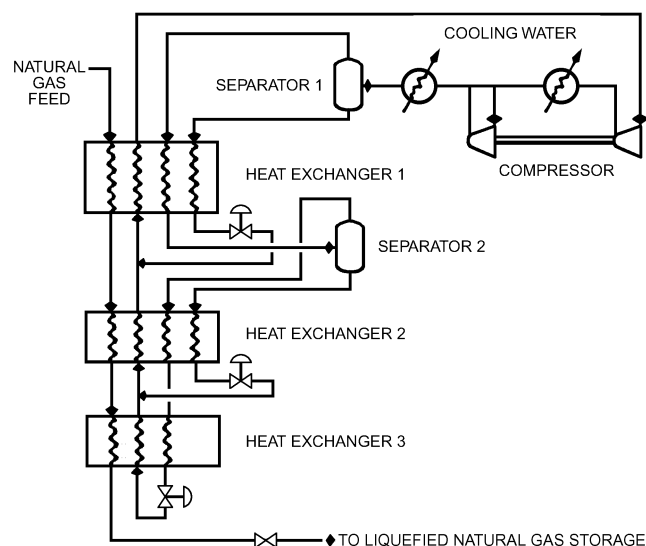 COOLING WATER
NATURAL
GAS
FEED
SEPARATOR 1
COMPRESSOR
HEAT EXCHANGER 1
SEPARATOR 2
HEAT EXCHANGER 2
HEAT EXCHANGER 3
TO LIQUEFIED NATURAL GAS STORAGE